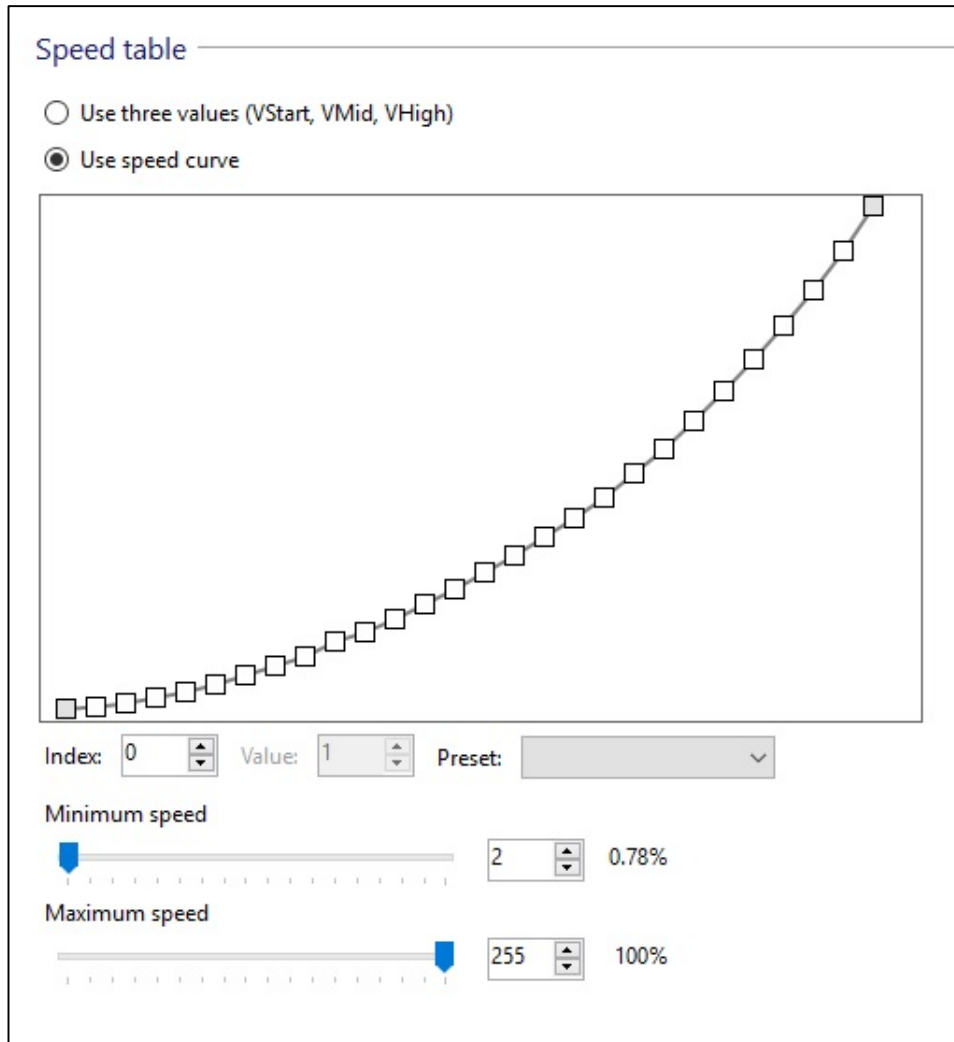 Speed table
Use three values (VStart, VMid, VHigh)
Use speed curve
Index: 0 Value: 1 Preset:
Minimum speed
2 0.78%
Maximum speed
255 100%